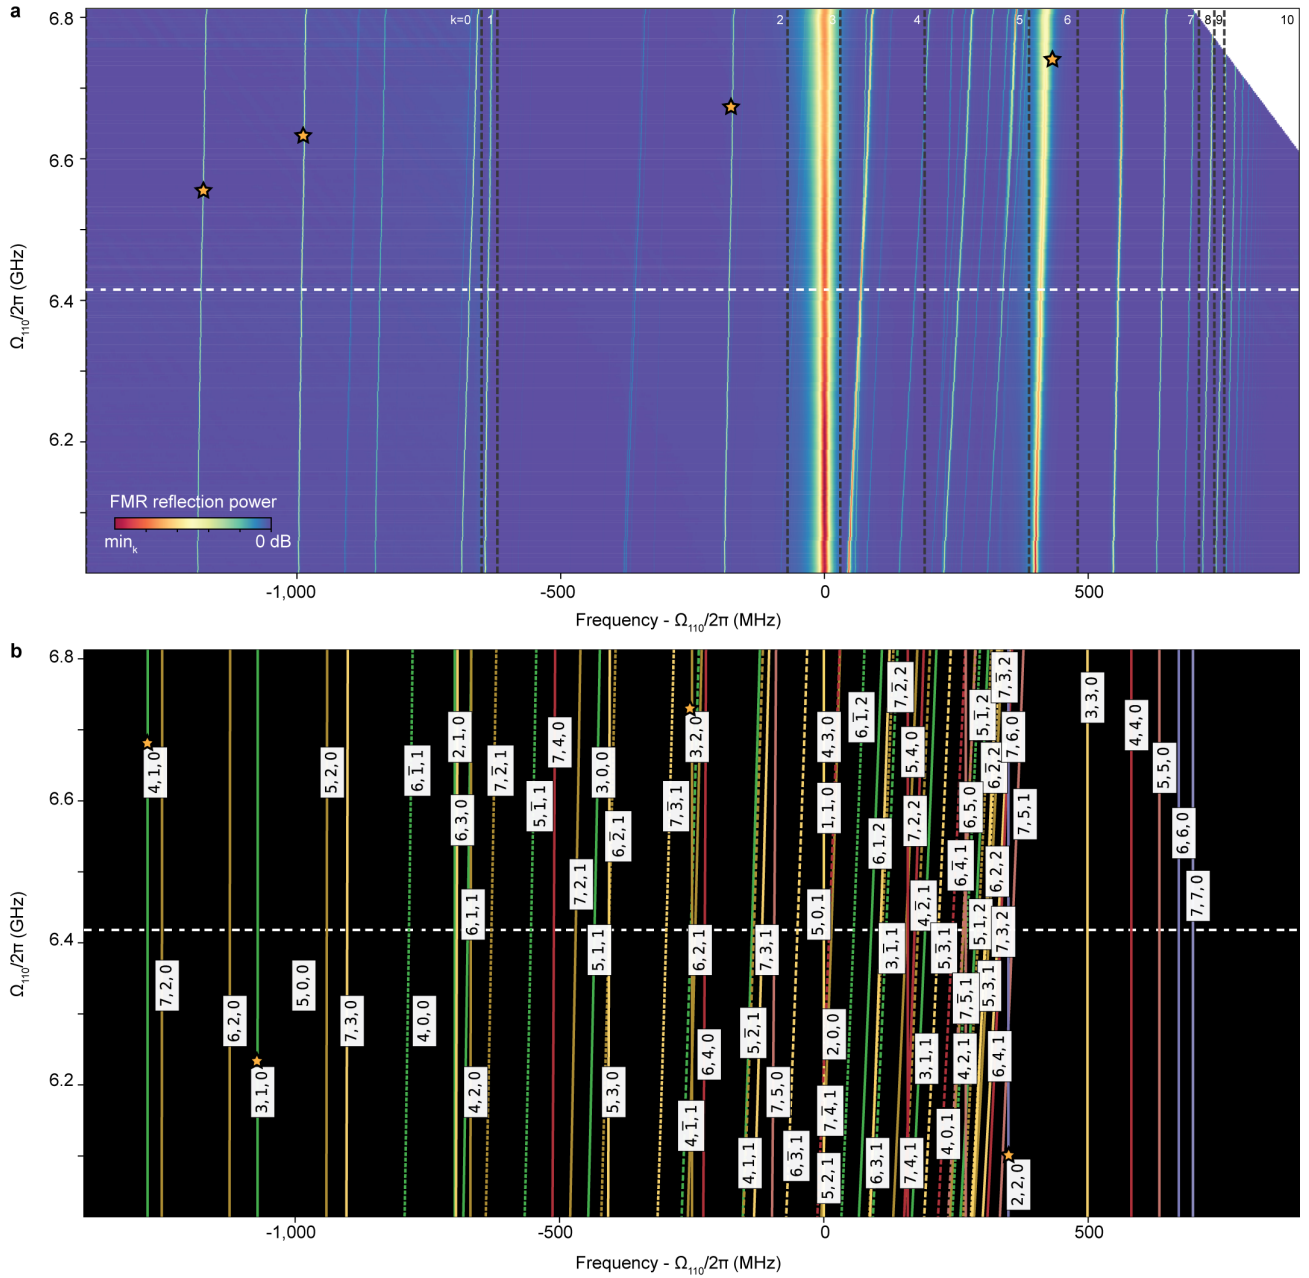 a
k=0
1
2
3
4
5
6
7
8
9
10
6.8
6.6
6.4
6.2
Ω₁₁₀/2π (GHz)
FMR reflection power
minₖ
0 dB
-1,000
-500
0
500
Frequency - Ω₁₁₀/2π (MHz)
b
6.8
6.6
6.4
6.2
Ω₁₁₀/2π (GHz)
4, 1, 0
7, 2, 0
6, 2, 0
3, 1, 0
5, 0, 0
5, 2, 0
7, 3, 0
6, 1̅, 1
4, 0, 0
2, 1, 0
6, 3, 0
6, 1, 1
4, 2, 0
7, 2̅, 1
5, 1̅, 1
7, 4, 0
7, 2, 1
3, 0, 0
5, 1, 1
6, 2̅, 1
5, 3, 0
7, 3̅, 1
3, 2, 0
6, 2, 1
4, 1̅, 1
6, 4, 0
5, 2̅, 1
4, 1, 1
7, 3, 1
7, 5, 0
6, 3̅, 1
4, 3, 0
1, 1, 0
5, 0, 1
2, 0, 0
7, 4̅, 1
5, 2, 1
6, 1̅, 2
6, 1, 2
3, 1̅, 1
6, 3, 1
7, 2̅, 2
5, 4, 0
7, 2, 2
4, 2̅, 1
7, 4, 1
3, 1, 1
5, 3̅, 1
4, 0, 1
6, 5, 0
6, 4̅, 1
7, 5̅, 1
4, 2, 1
5, 1̅, 2
6, 2̅, 2
5, 1, 2
5, 3, 1
7, 3̅, 2
7, 6, 0
6, 2, 2
7, 3, 2
6, 4, 1
7, 5, 1
2, 2, 0
3, 3, 0
4, 4, 0
5, 5, 0
6, 6, 0
7, 7, 0
-1,000
-500
0
500
Frequency - Ω₁₁₀/2π (MHz)